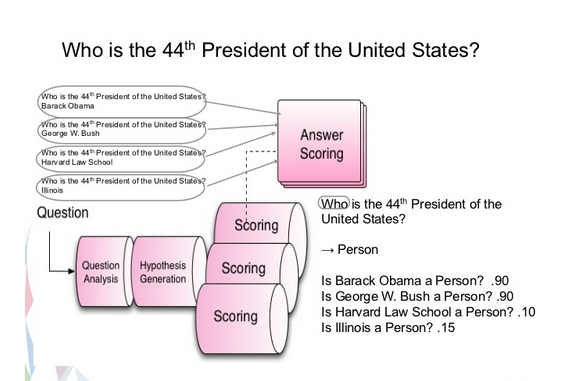 Who is the 44th President of the United States?
Who is the 44th President of the United States?
Barack Obama
Who is the 44th President of the United States?
George W. Bush
Who is the 44th President of the United States?
Harvard Law School
Who is the 44th President of the United States?
Illinois
Answer
Scoring
Question
Question
Analysis
Hypothesis
Generation
Scoring
Scoring
Scoring
Who is the 44th President of the
United States?
→ Person
Is Barack Obama a Person? .90
Is George W. Bush a Person? .90
Is Harvard Law School a Person? .10
Is Illinois a Person? .15